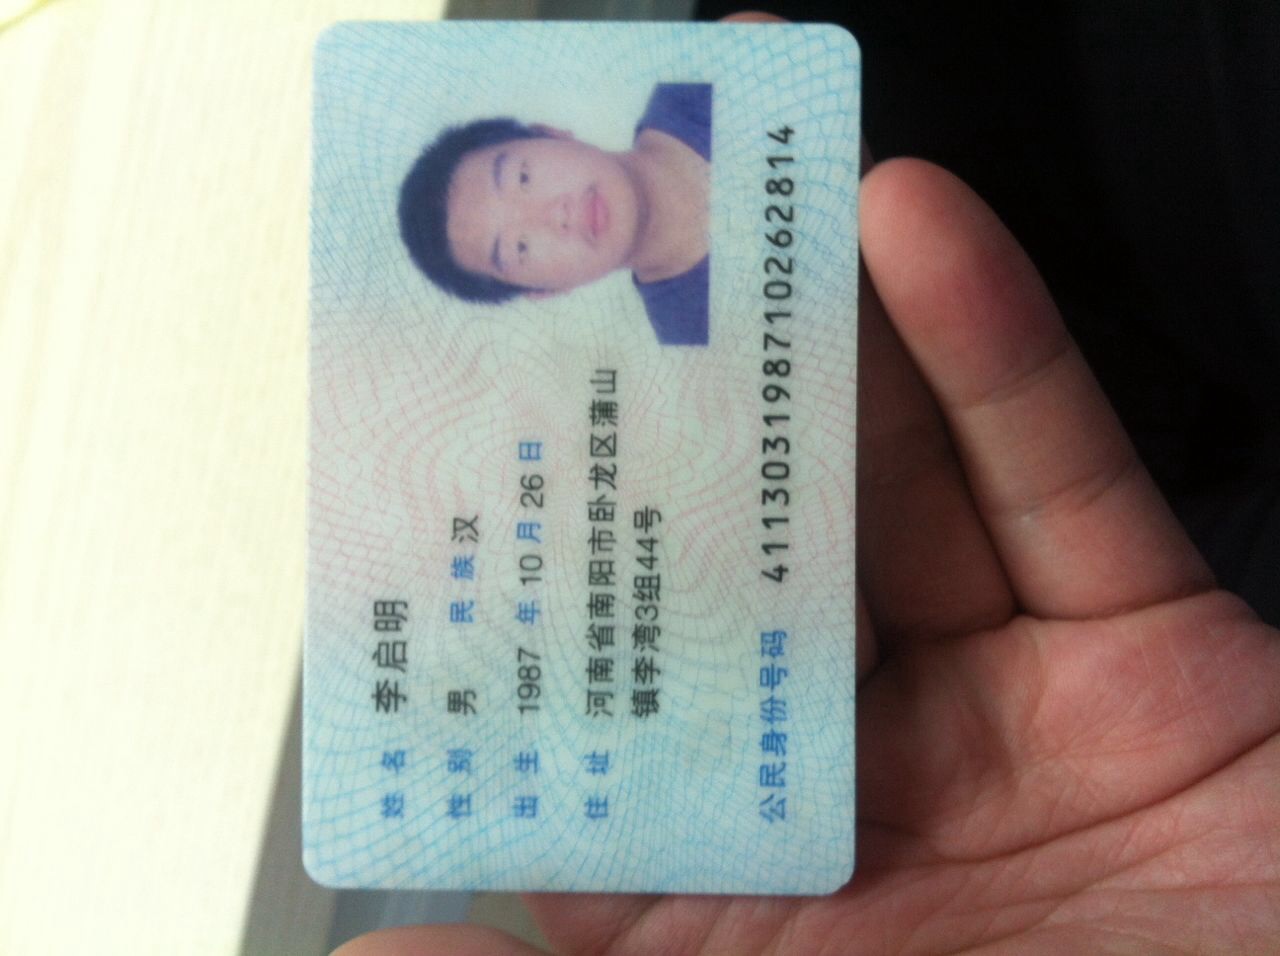 姓名 李启明
性别 男 民族 汉
出生 1987 年 10 月 26 日
住址 河南省南阳市卧龙区蒲山
镇李湾3组44号
公民身份号码 411303198710262814